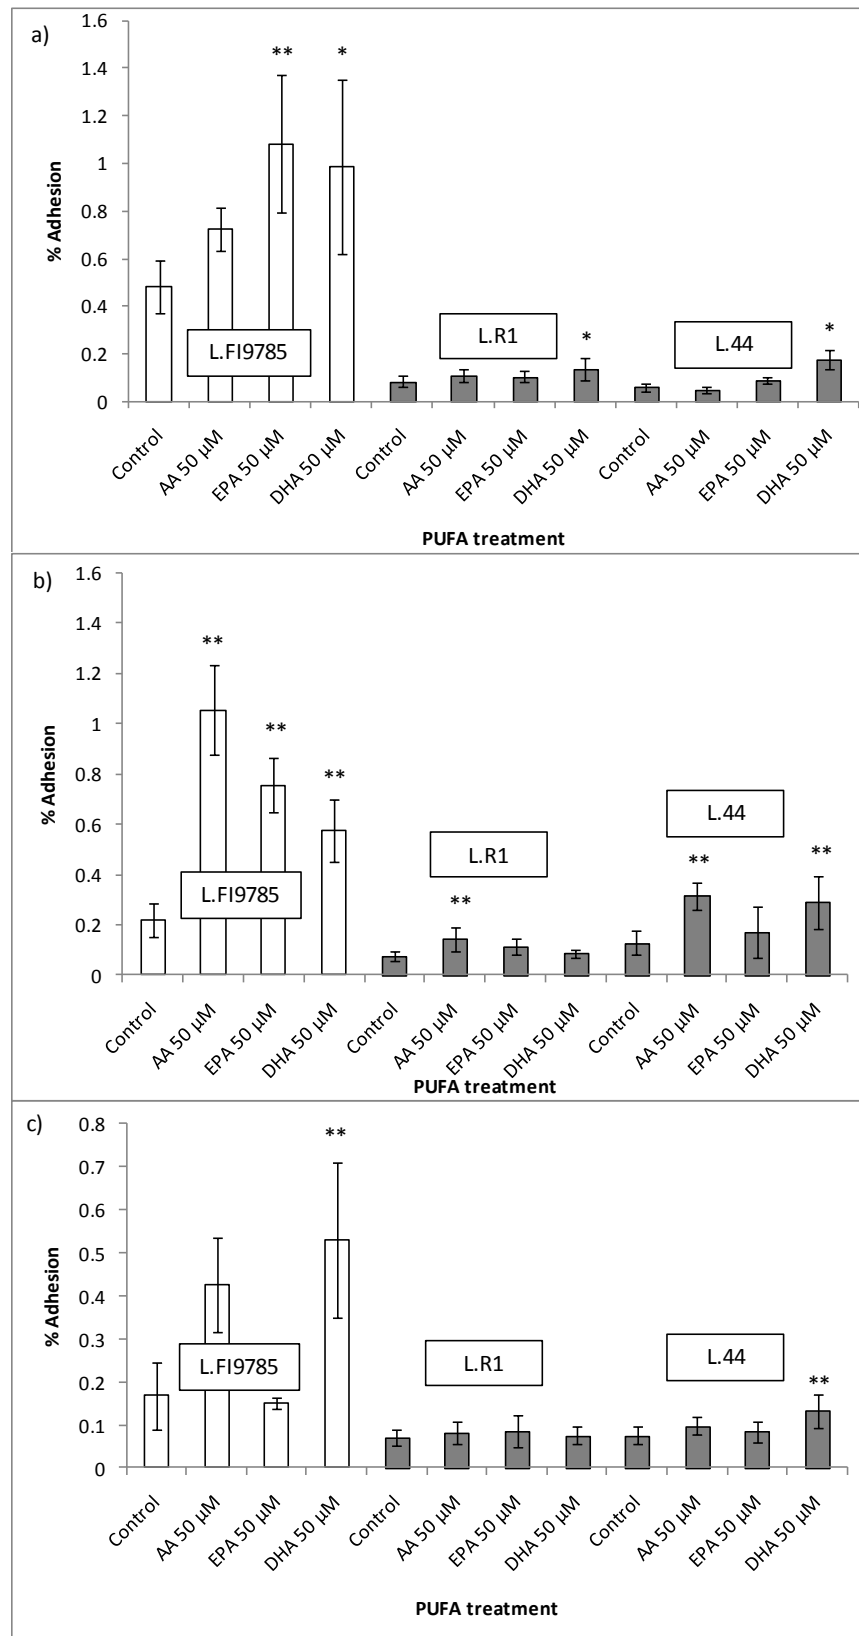 a)
% Adhesion
1.6
1.4
1.2
1
0.8
0.6
0.4
0.2
0
** *
* *
L.FI9785 L.R1 L.44
Control AA 50 µM EPA 50 µM DHA 50 µM Control AA 50 µM EPA 50 µM DHA 50 µM Control AA 50 µM EPA 50 µM DHA 50 µM
PUFA treatment
b)
% Adhesion
1.6
1.4
1.2
1
0.8
0.6
0.4
0.2
0
** ** ** ** ** **
L.FI9785 L.R1 L.44
Control AA 50 µM EPA 50 µM DHA 50 µM Control AA 50 µM EPA 50 µM DHA 50 µM Control AA 50 µM EPA 50 µM DHA 50 µM
PUFA treatment
c)
% Adhesion
0.8
0.7
0.6
0.5
0.4
0.3
0.2
0.1
0
** **
L.FI9785 L.R1 L.44
Control AA 50 µM EPA 50 µM DHA 50 µM Control AA 50 µM EPA 50 µM DHA 50 µM Control AA 50 µM EPA 50 µM DHA 50 µM
PUFA treatment